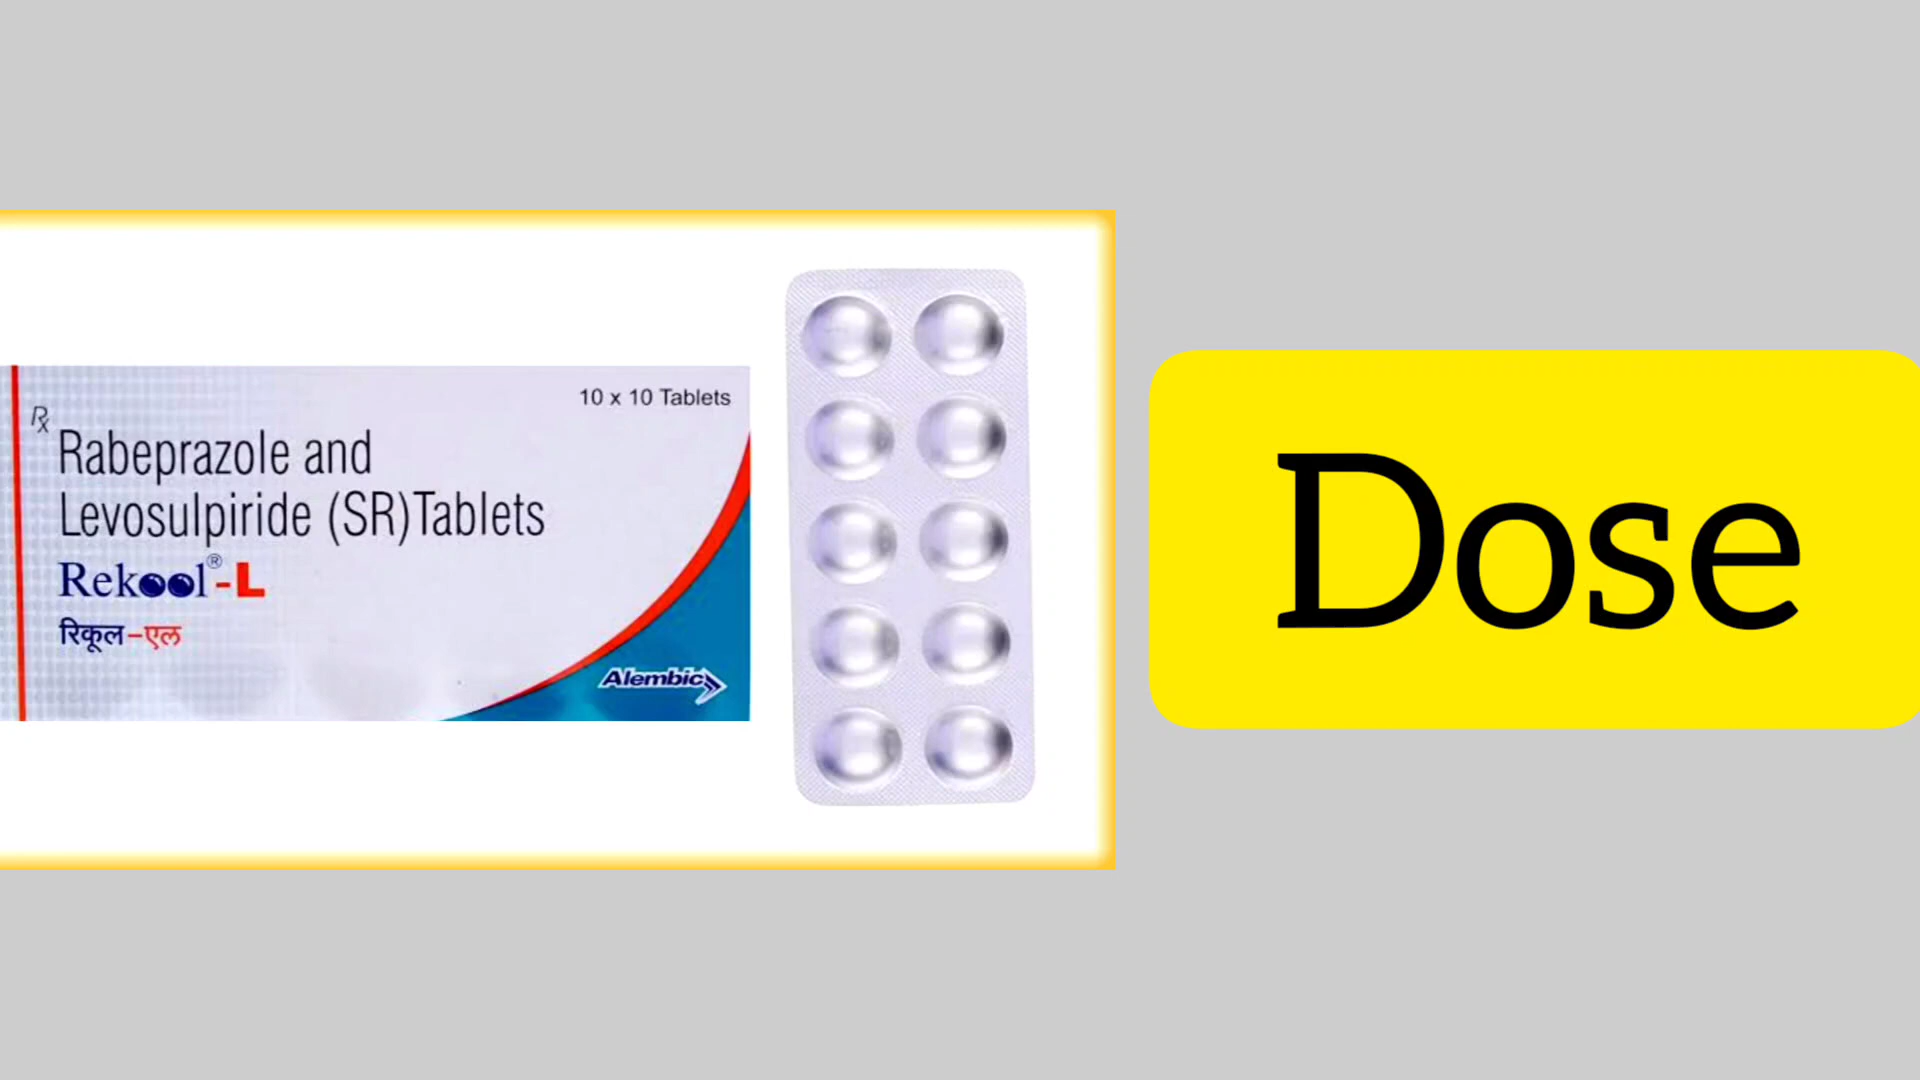 10 x 10 Tablets
Rx
Rabeprazole and
Levosulpiride (SR) Tablets
Rekool®-L
रिकूल-एल
Alembic
Dose